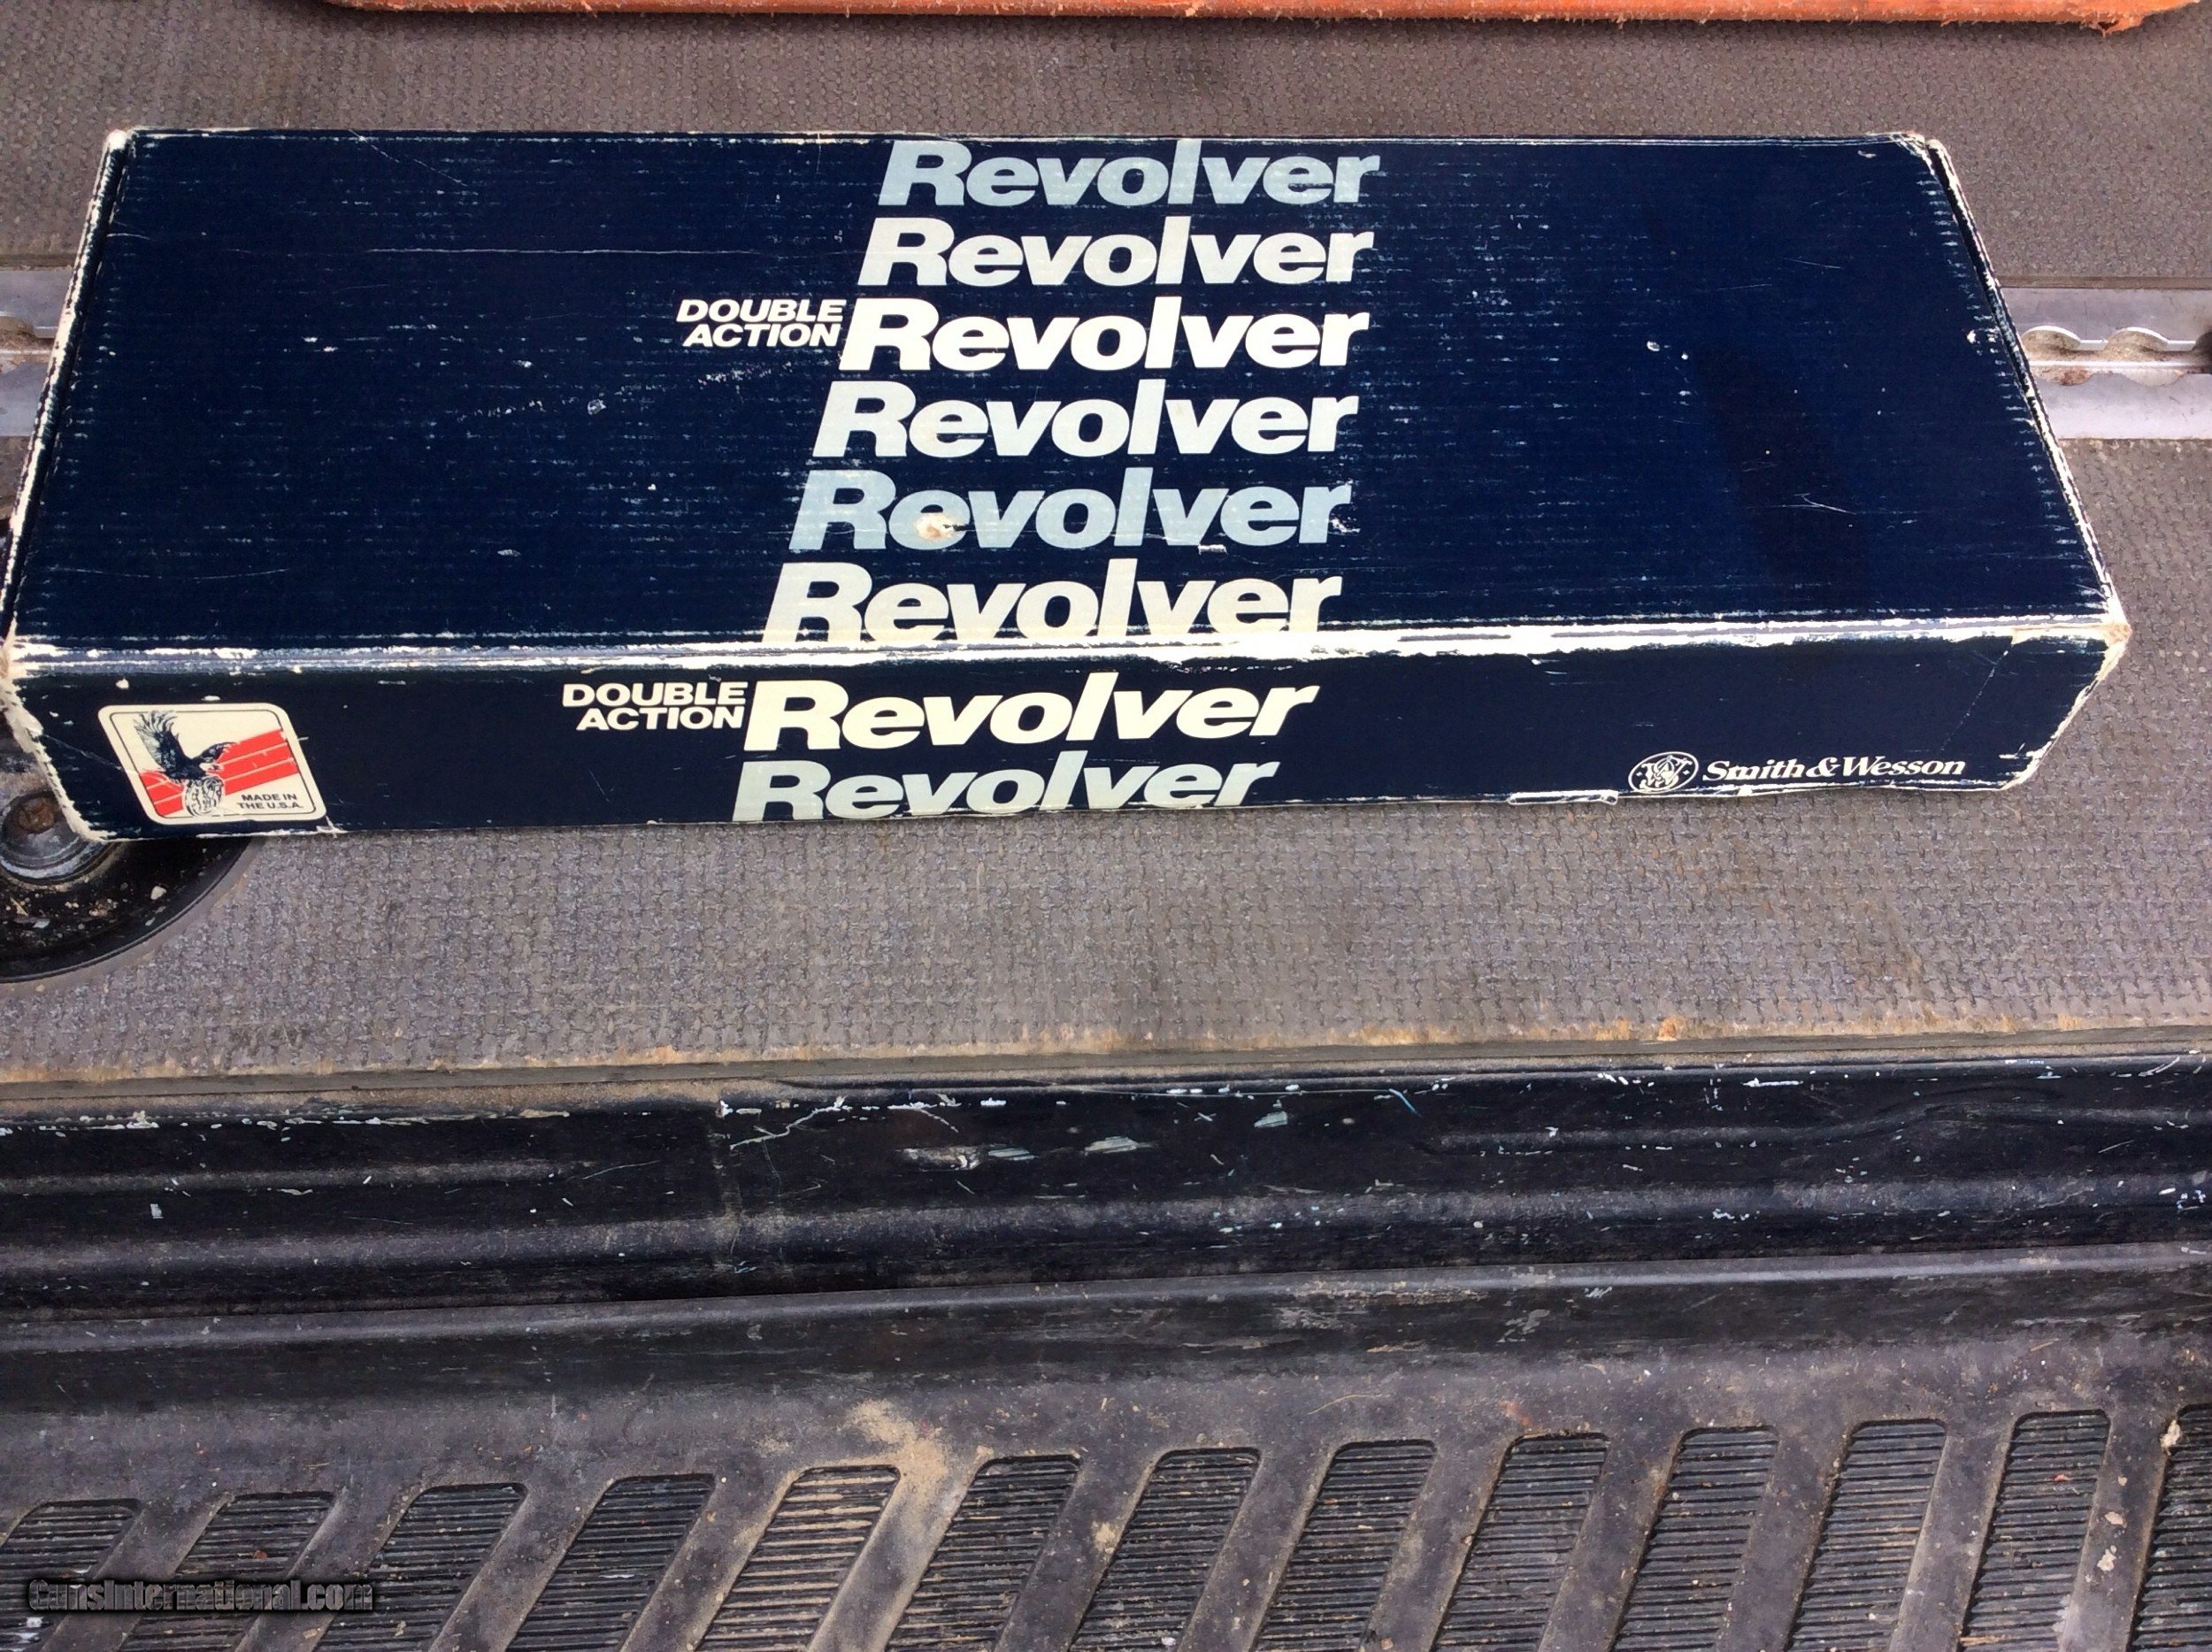 Revolver
Revolver
DOUBLE ACTION Revolver
Revolver
Revolver
Revolver
DOUBLE ACTION Revolver
Revolver
MADE IN
THE U.S.A.
SW Smith & Wesson
GunsInternational.com